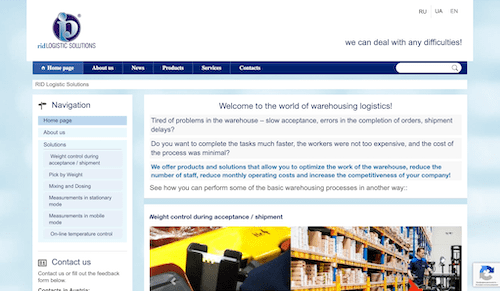 RU UA EN
ridLOGISTIC SOLUTIONS
we can deal with any difficulties!
Home page About us News Products Services Contacts
RID Logistic Solutions
Navigation
Home page
About us
Solutions
Weight control during
acceptance / shipment
Pick by Weight
Mixing and Dosing
Measurements in stationary
mode
Measurements in mobile
mode
On-line temperature control
Contact us
Contact us or fill out the feedback
form below.
Contacts in Austria:
Welcome to the world of warehousing logistics!
Tired of problems in the warehouse – slow acceptance, errors in the completion of orders, shipment
delays?
Do you want to complete the tasks much faster, the workers were not too expensive, and the cost
of the process was minimal?
We offer products and solutions that allow you to optimize the work of the warehouse, reduce the
number of staff, reduce monthly operating costs and increase the competitiveness of your company!
See how you can perform some of the basic warehousing processes in another way::
Weight control during acceptance / shipment